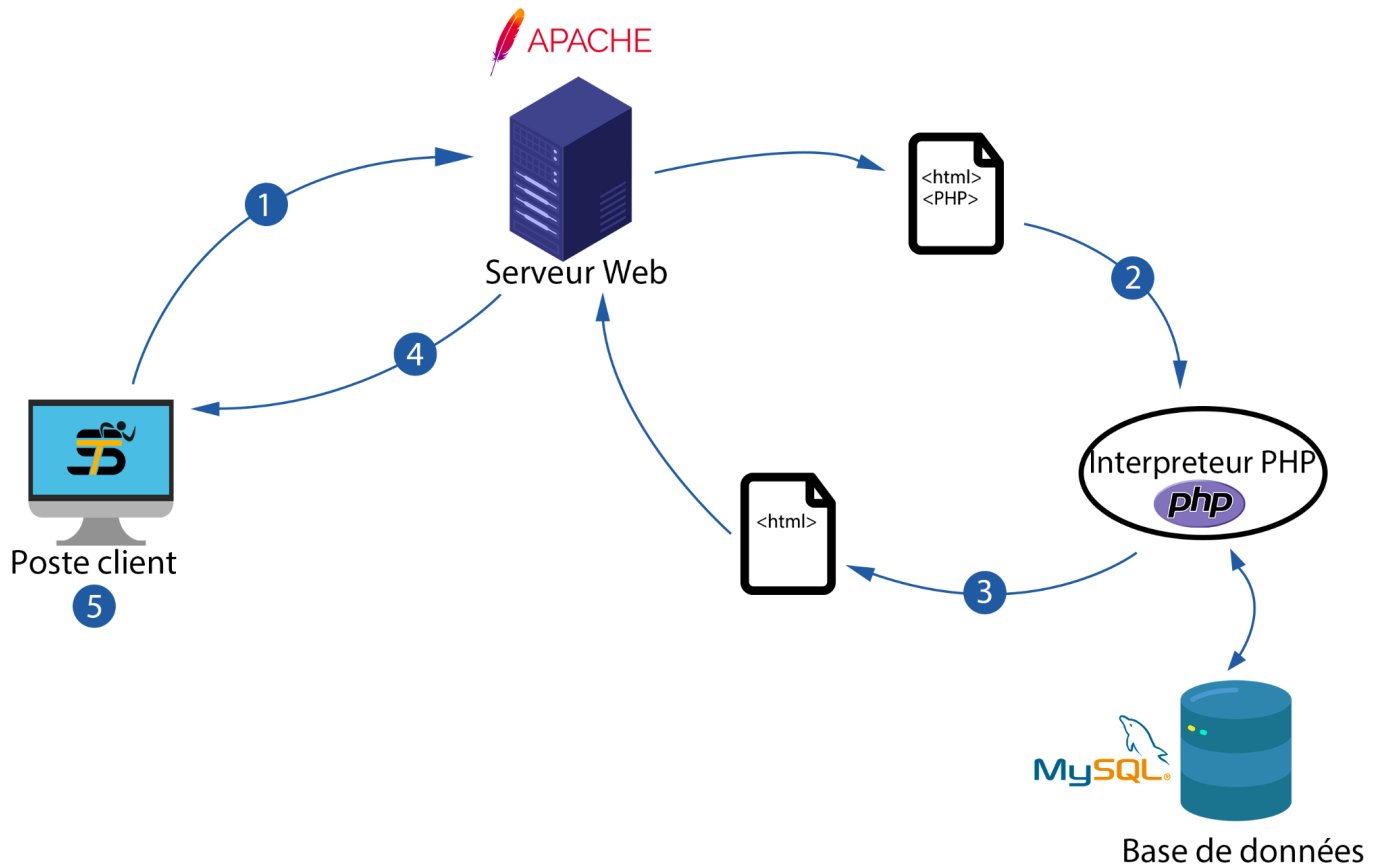 APACHE
1
<html>
<PHP>
Serveur Web
2
4
Interpreteur PHP
php
<html>
Poste client
5
3
MySQL®
Base de données